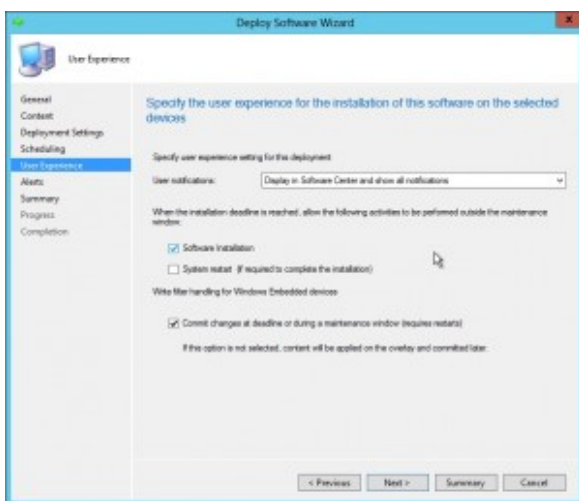 Deploy Software Wizard
x
User Experience
General
Content
Deployment Settings
Scheduling
User Experience
Alerts
Summary
Progress
Completion
Specify the user experience for the installation of this software on the selected
devices
Specify user experience setting for this deployment
User notifications:
Display in Software Center and show all notifications
When the installation deadline is reached, allow the following activities to be performed outside the maintenance
window:
Software Installation
System restart (if required to complete the installation)
Write filter handling for Windows Embedded devices
Commit changes at deadline or during a maintenance window (requires restarts)
If this option is not selected, content will be applied on the overlay and committed later.
< Previous
Next >
Summary
Cancel